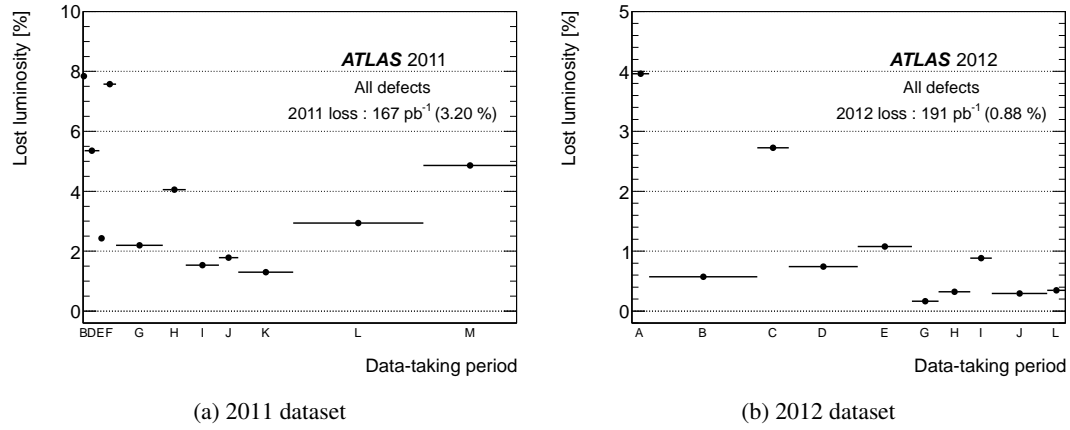 Lost luminosity [%]
10
8
6
4
2
0
ATLAS 2011
All defects
2011 loss : 167 pb-1 (3.20 %)
B D E F G H I J K L M
Data-taking period
(a) 2011 dataset
Lost luminosity [%]
5
4
3
2
1
0
ATLAS 2012
All defects
2012 loss : 191 pb-1 (0.88 %)
A B C D E G H I J L
Data-taking period
(b) 2012 dataset